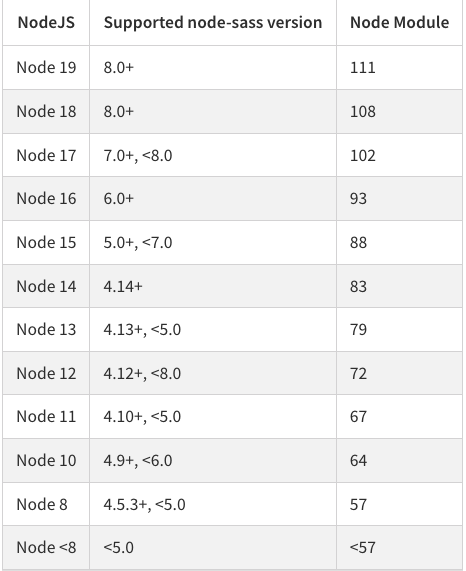 NodeJS Supported node-sass version Node Module
Node 19 8.0+ 111
Node 18 8.0+ 108
Node 17 7.0+, <8.0 102
Node 16 6.0+ 93
Node 15 5.0+, <7.0 88
Node 14 4.14+ 83
Node 13 4.13+, <5.0 79
Node 12 4.12+, <8.0 72
Node 11 4.10+, <5.0 67
Node 10 4.9+, <6.0 64
Node 8 4.5.3+, <5.0 57
Node <8 <5.0 <57